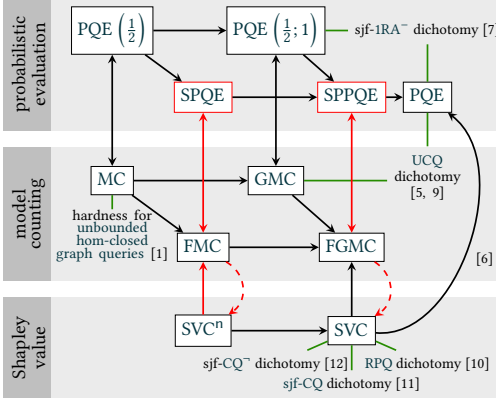 probabilistic
evaluation
PQE (1/2)
PQE (1/2; 1)
sjf-1RA⁻ dichotomy [7]
SPQE
SPPQE
PQE
model
counting
MC
GMC
UCQ
dichotomy
[5, 9]
hardness for
unbounded
hom-closed
graph queries [1]
FMC
FGMC
[6]
Shapley
value
SVCⁿ
SVC
sjf-CQ¬ dichotomy [12]
RPQ dichotomy [10]
sjf-CQ dichotomy [11]